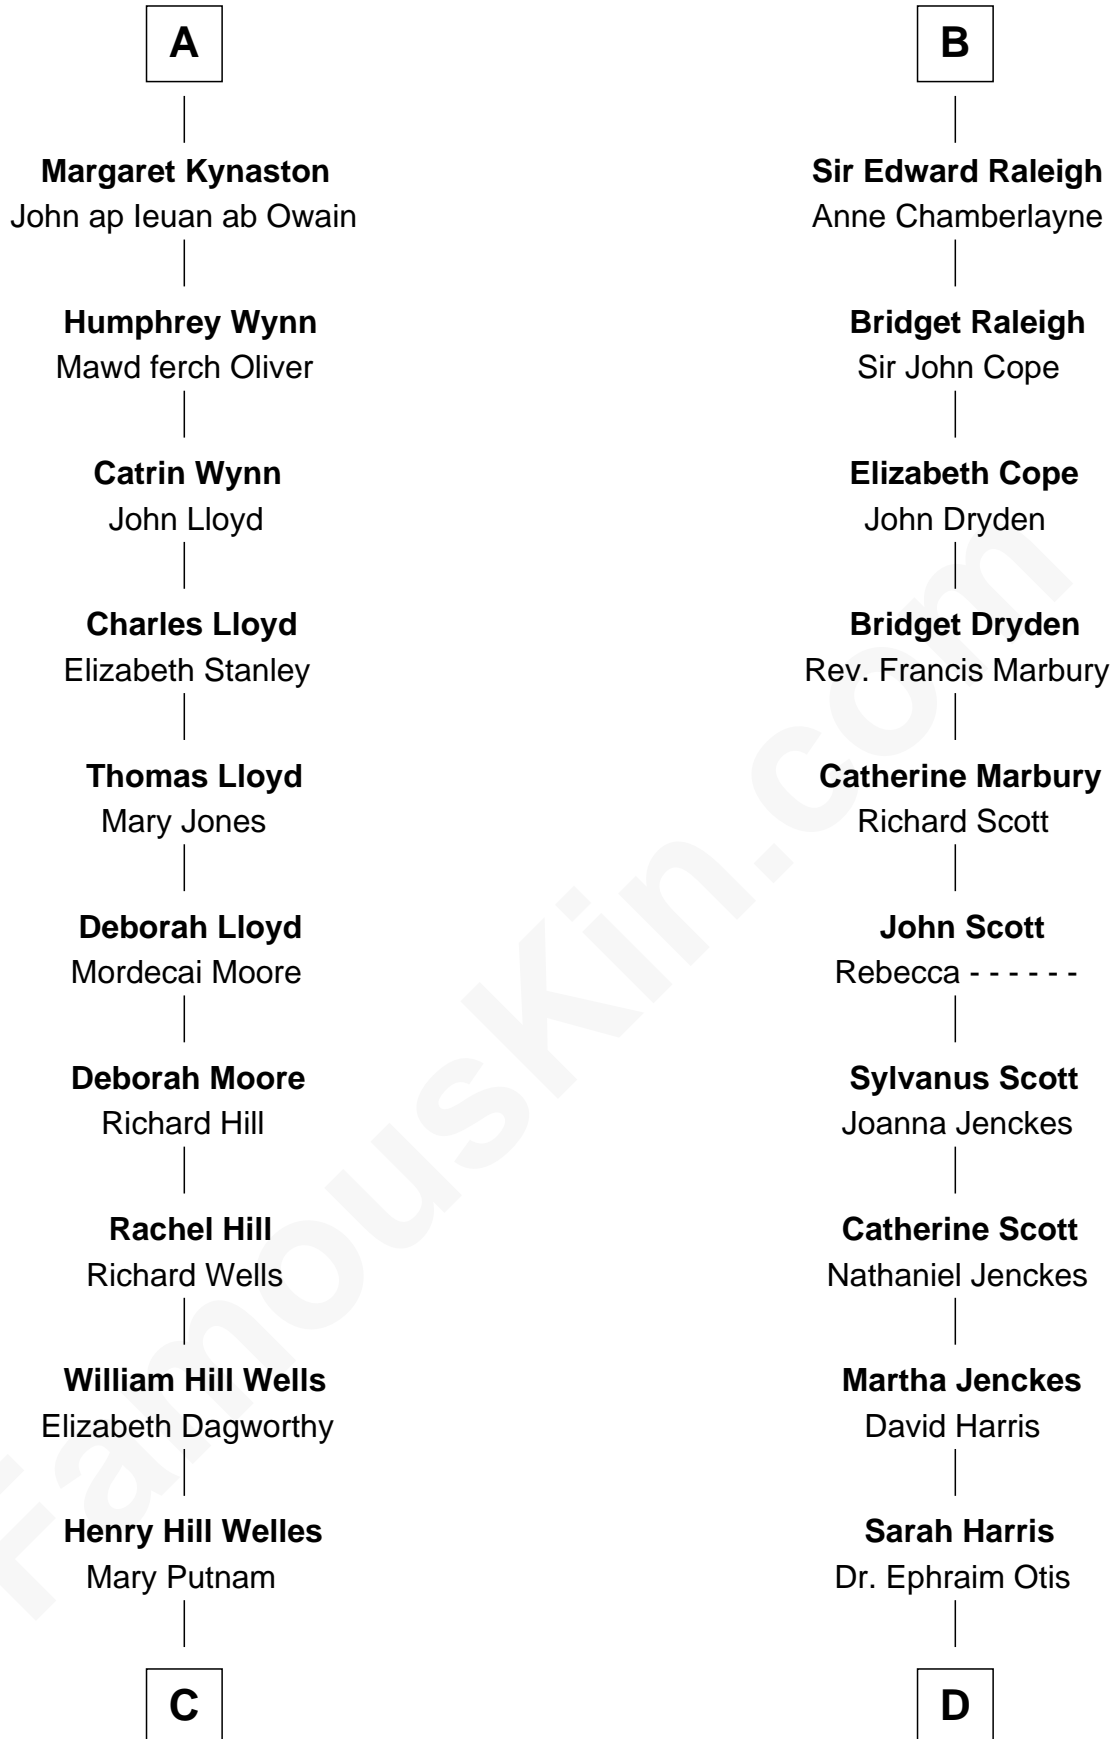 A
Margaret Kynaston
John ap Ieuan ab Owain
Humphrey Wynn
Mawd ferch Oliver
Catrin Wynn
John Lloyd
Charles Lloyd
Elizabeth Stanley
Thomas Lloyd
Mary Jones
Deborah Lloyd
Mordecai Moore
Deborah Moore
Richard Hill
Rachel Hill
Richard Wells
William Hill Wells
Elizabeth Dagworthy
Henry Hill Welles
Mary Putnam
C
B
Sir Edward Raleigh
Anne Chamberlayne
Bridget Raleigh
Sir John Cope
Elizabeth Cope
John Dryden
Bridget Dryden
Rev. Francis Marbury
Catherine Marbury
Richard Scott
John Scott
Rebecca - - - - - -
Sylvanus Scott
Joanna Jenckes
Catherine Scott
Nathaniel Jenckes
Martha Jenckes
David Harris
Sarah Harris
Dr. Ephraim Otis
D
FamousKin.com